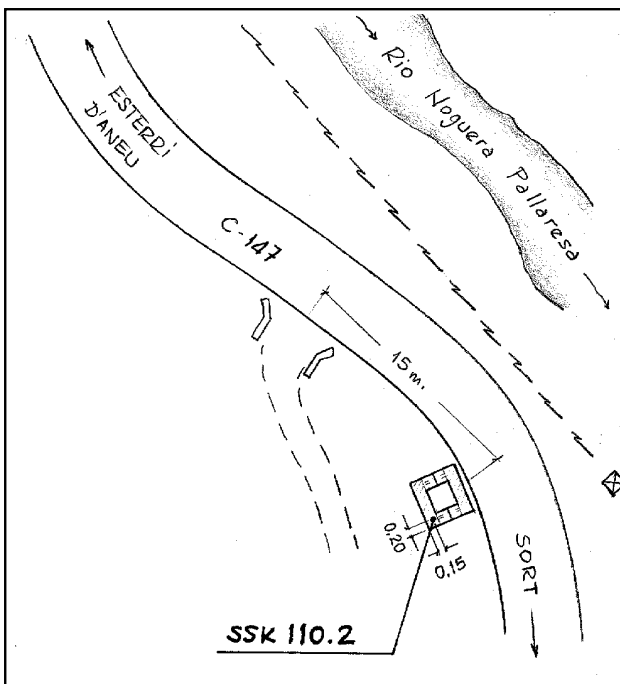 Rio Noguera Pallaresa
ESTERRI
D'ANEU
C-147
15 m.
0,20
0,15
SORT
SSK 110.2